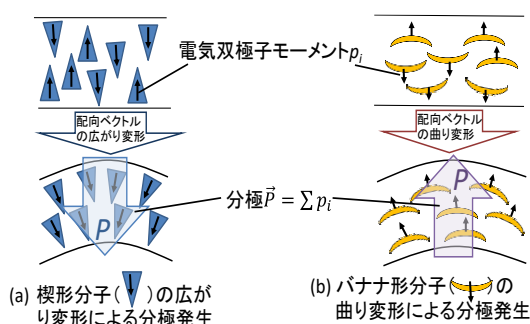 電気双極子モーメントpᵢ
配向ベクトル
の広がり変形
配向ベクトル
の曲り変形
P
分極P⃗ = ∑ pᵢ
P
(a) 楔形分子( )の広が
り変形による分極発生
(b) バナナ形分子( )の
曲り変形による分極発生